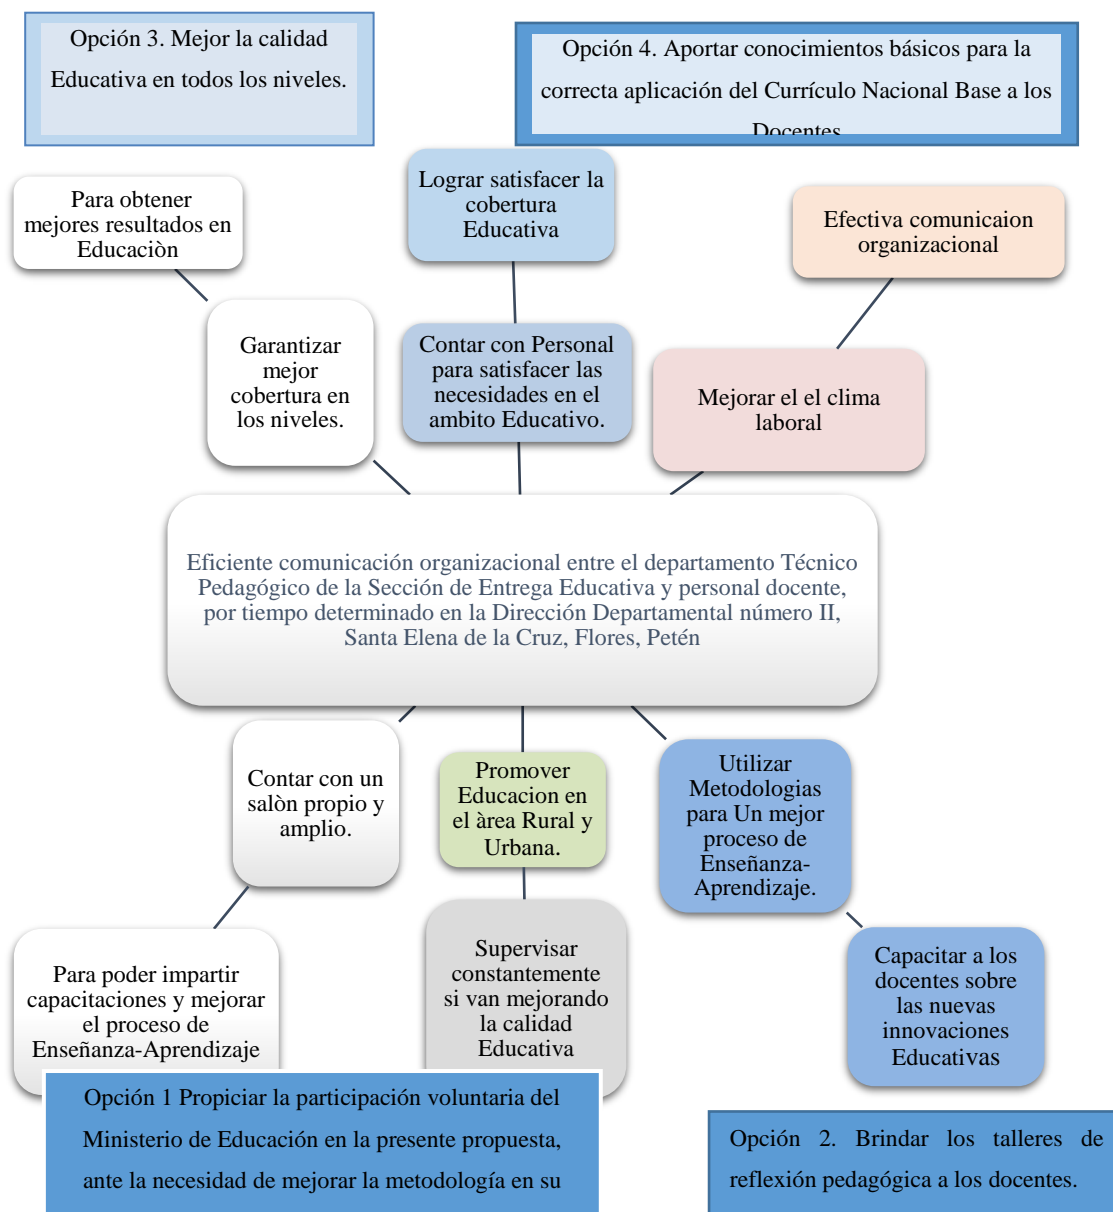 Opción 3. Mejor la calidad
Educativa en todos los niveles.
Opción 4. Aportar conocimientos básicos para la
correcta aplicación del Currículo Nacional Base a los
Docentes
Para obtener
mejores resultados en
Educaciòn
Lograr satisfacer la
cobertura
Educativa
Efectiva comunicaion
organizacional
Garantizar
mejor
cobertura en
los niveles.
Contar con Personal
para satisfacer las
necesidades en el
ambito Educativo.
Mejorar el el clima
laboral
Eficiente comunicación organizacional entre el departamento Técnico
Pedagógico de la Sección de Entrega Educativa y personal docente,
por tiempo determinado en la Dirección Departamental número II,
Santa Elena de la Cruz, Flores, Petén
Contar con un
salòn propio y
amplio.
Promover
Educacion en
el àrea Rural y
Urbana.
Utilizar
Metodologias
para Un mejor
proceso de
Enseñanza-
Aprendizaje.
Para poder impartir
capacitaciones y mejorar
el proceso de
Enseñanza-Aprendizaje
Supervisar
constantemente
si van mejorando
la calidad
Educativa
Capacitar a los
docentes sobre
las nuevas
innovaciones
Educativas
Opción 1 Propiciar la participación voluntaria del
Ministerio de Educación en la presente propuesta,
ante la necesidad de mejorar la metodología en su
Opción 2. Brindar los talleres de
reflexión pedagógica a los docentes.